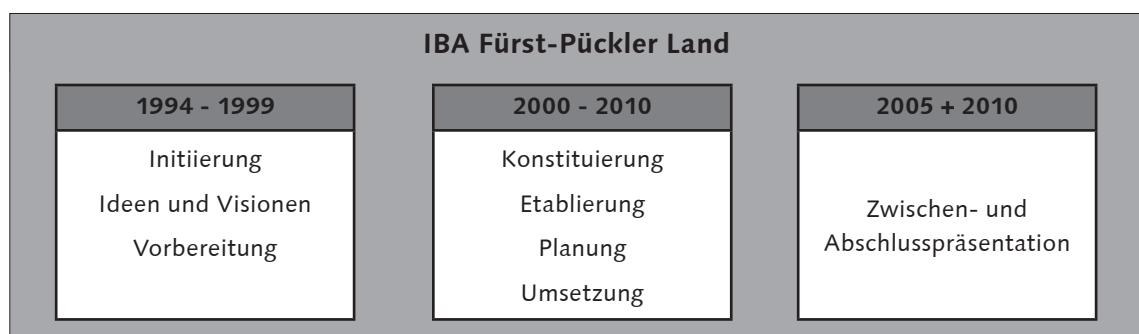 IBA Fürst-Pückler Land
1994 - 1999
Initiierung
Ideen und Visionen
Vorbereitung
2000 - 2010
Konstituierung
Etablierung
Planung
Umsetzung
2005 + 2010
Zwischen- und
Abschlusspräsentation